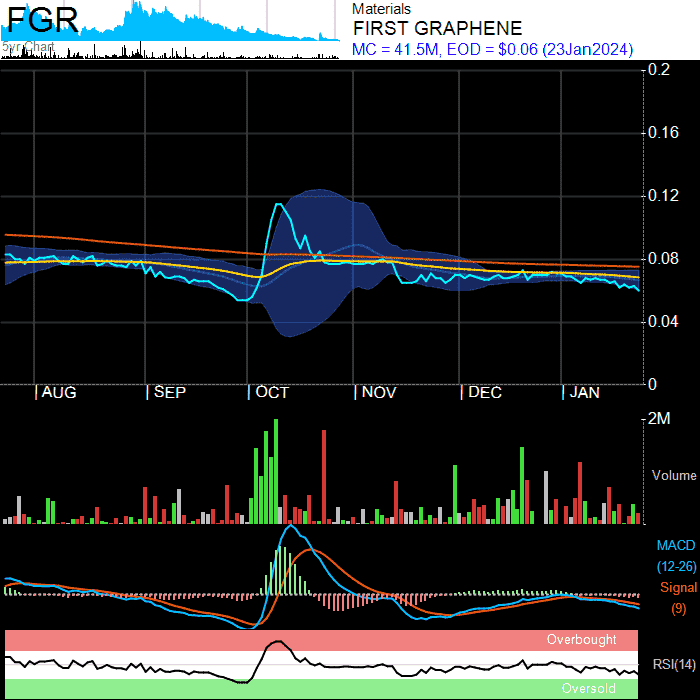 FGR
5yr Chart
Materials
FIRST GRAPHENE
MC = 41.5M, EOD = $0.06 (23Jan2024)
0.2
0.16
0.12
0.08
0.04
0
AUG
SEP
OCT
NOV
DEC
JAN
2M
Volume
MACD
(12-26)
Signal
(9)
Overbought
RSI(14)
Oversold